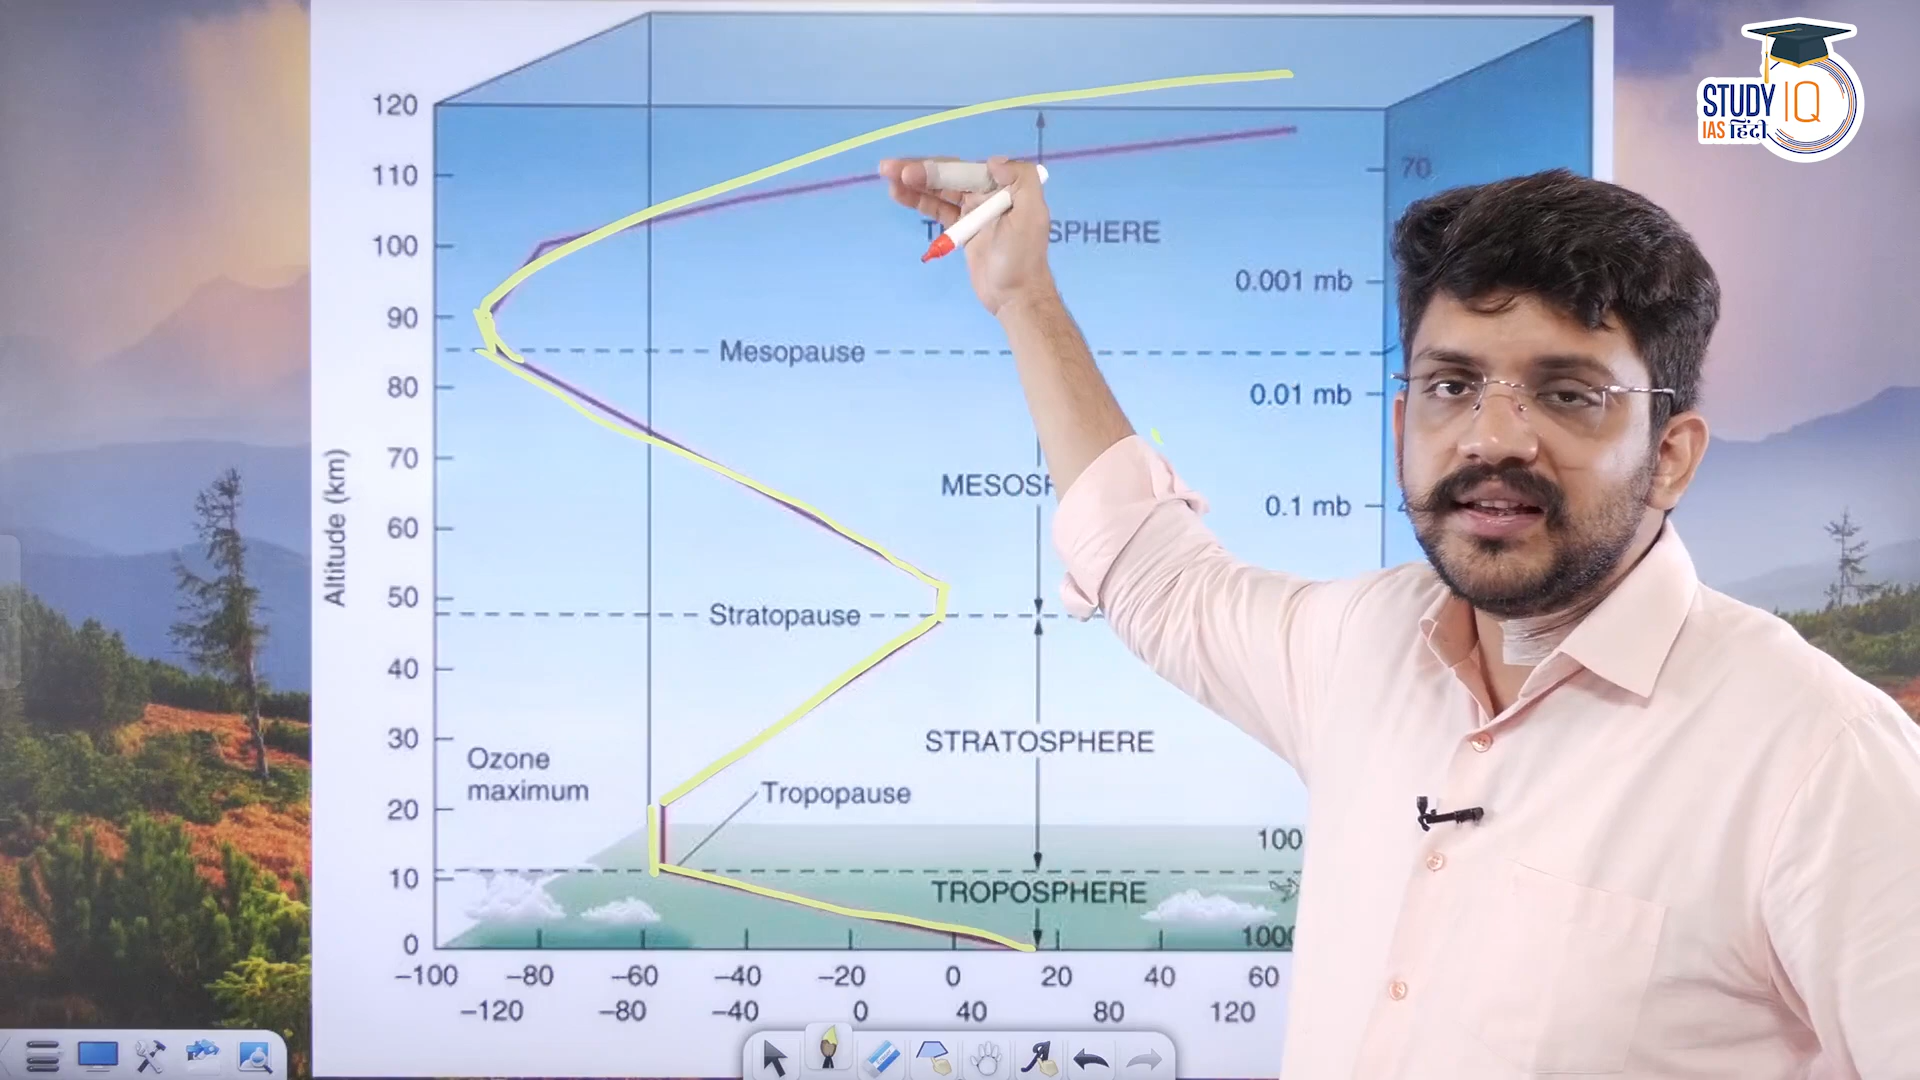 STUDY IQ
IAS हिंदी
120
110
100
90
80
70
60
50
40
30
20
10
0
Altitude (km)
70
SPHERE
0.001 mb
Mesopause
0.01 mb
MESOSP
0.1 mb
Stratopause
STRATOSPHERE
Ozone
maximum
Tropopause
100
TROPOSPHERE
1000
–100 –80 –60 –40 –20 0 20 40 60
–120 –80 –40 0 40 80 120